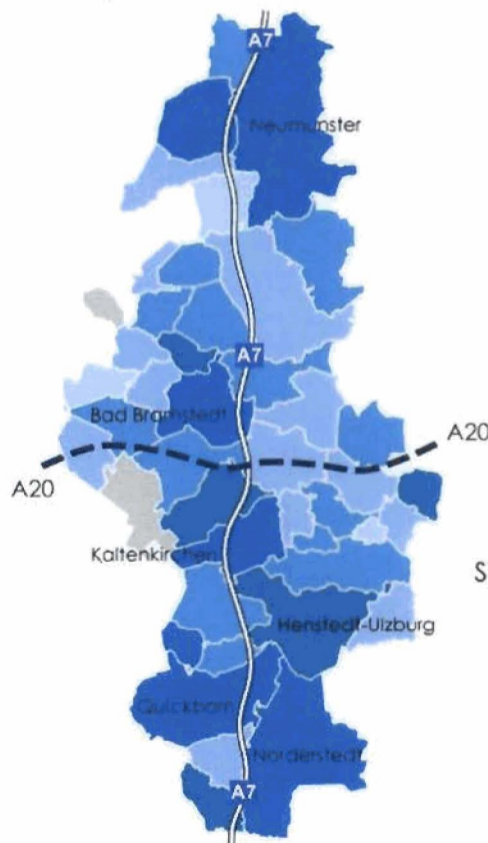 A7
Neumünster
A7
Bad Bramstedt
A20
A20
Kaltenkirchen
S
Henstedt-Ulzburg
Quickborn
Norderstedt
A7